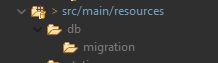 > src/main/resources
db
migration